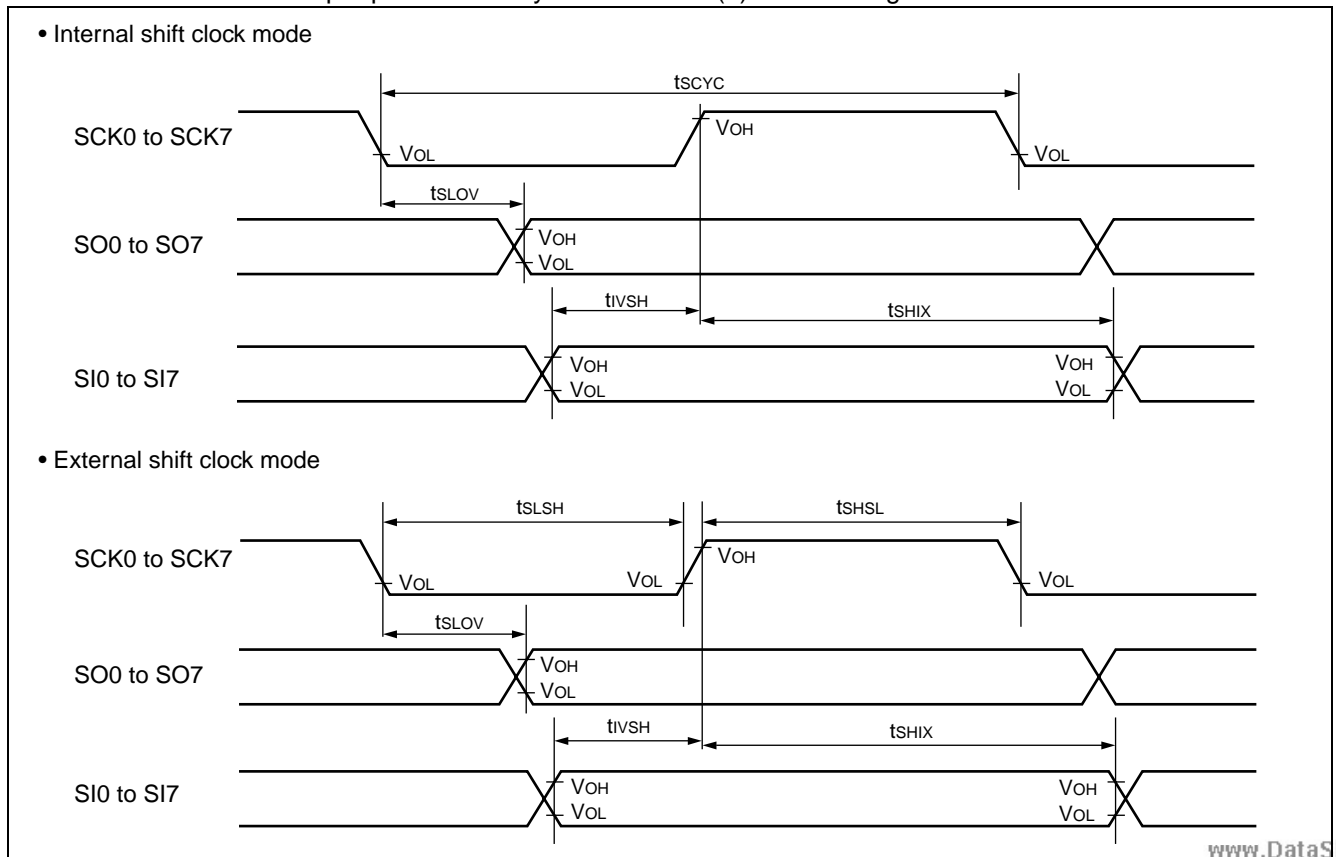 • Internal shift clock mode
tSCYC
SCK0 to SCK7
VOL
VOH
VOL
tSLOV
SO0 to SO7
VOH
VOL
tIVSH
tSHIX
SI0 to SI7
VOH
VOL
VOH
VOL
• External shift clock mode
tSLSH
tSHSL
SCK0 to SCK7
VOL
VOL
VOH
VOL
tSLOV
SO0 to SO7
VOH
VOL
tIVSH
tSHIX
SI0 to SI7
VOH
VOL
VOH
VOL
www.DataS